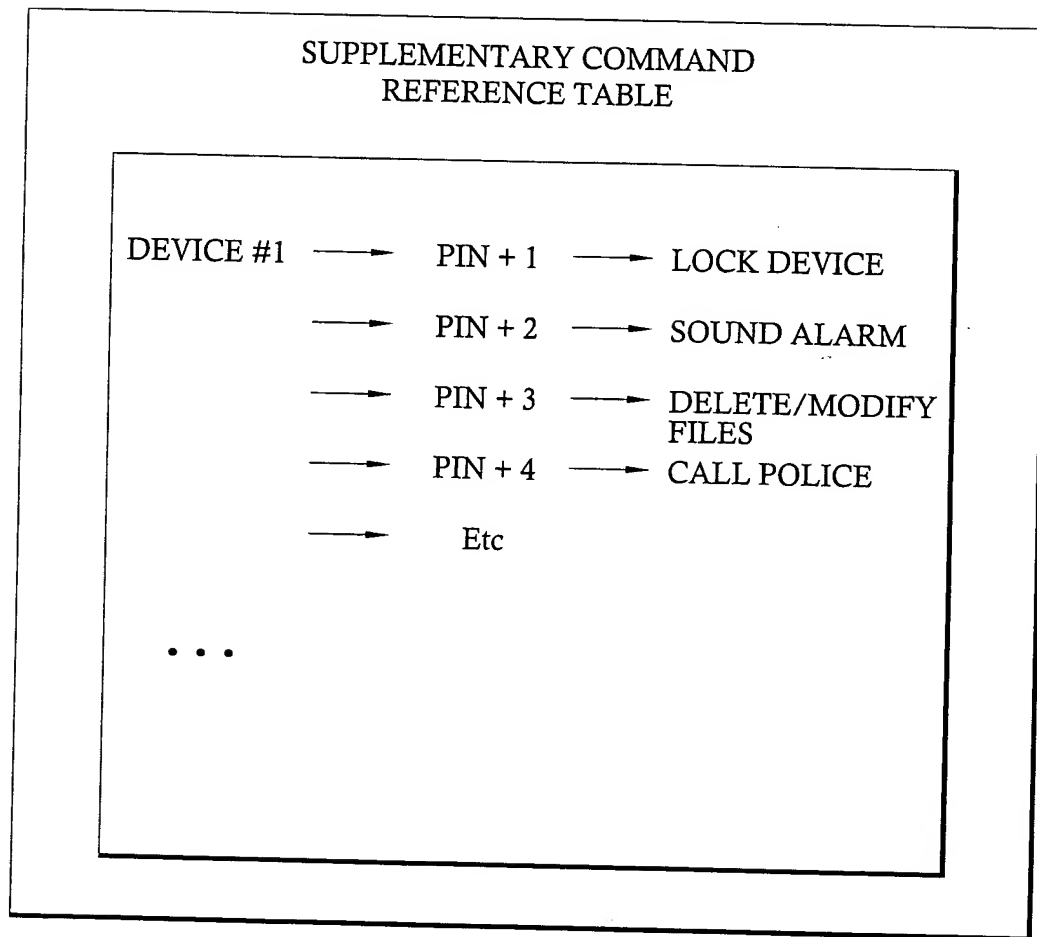 SUPPLEMENTARY COMMAND
REFERENCE TABLE
DEVICE #1 → PIN + 1 → LOCK DEVICE
→ PIN + 2 → SOUND ALARM
→ PIN + 3 → DELETE/MODIFY
FILES
→ PIN + 4 → CALL POLICE
→ Etc
• • •